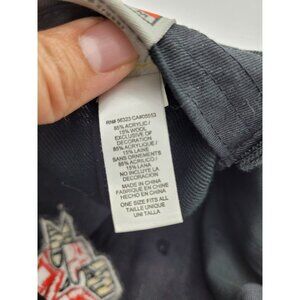 RN# 56323 CA#05553
85% ACRYLIC /
15% WOOL
EXCLUSIVE OF
DECORATION
85% ACRYLIQUE /
15% LAINE
SANS ORNEMENTS
85% ACRILICO /
15% LANA
NO INCLUYE LA
DECORACION
MADE IN CHINA
FABRIQUE EN CHINE
HECHO EN CHINA
ONE SIZE FITS ALL
UNI TAILLE
UNI TALLA